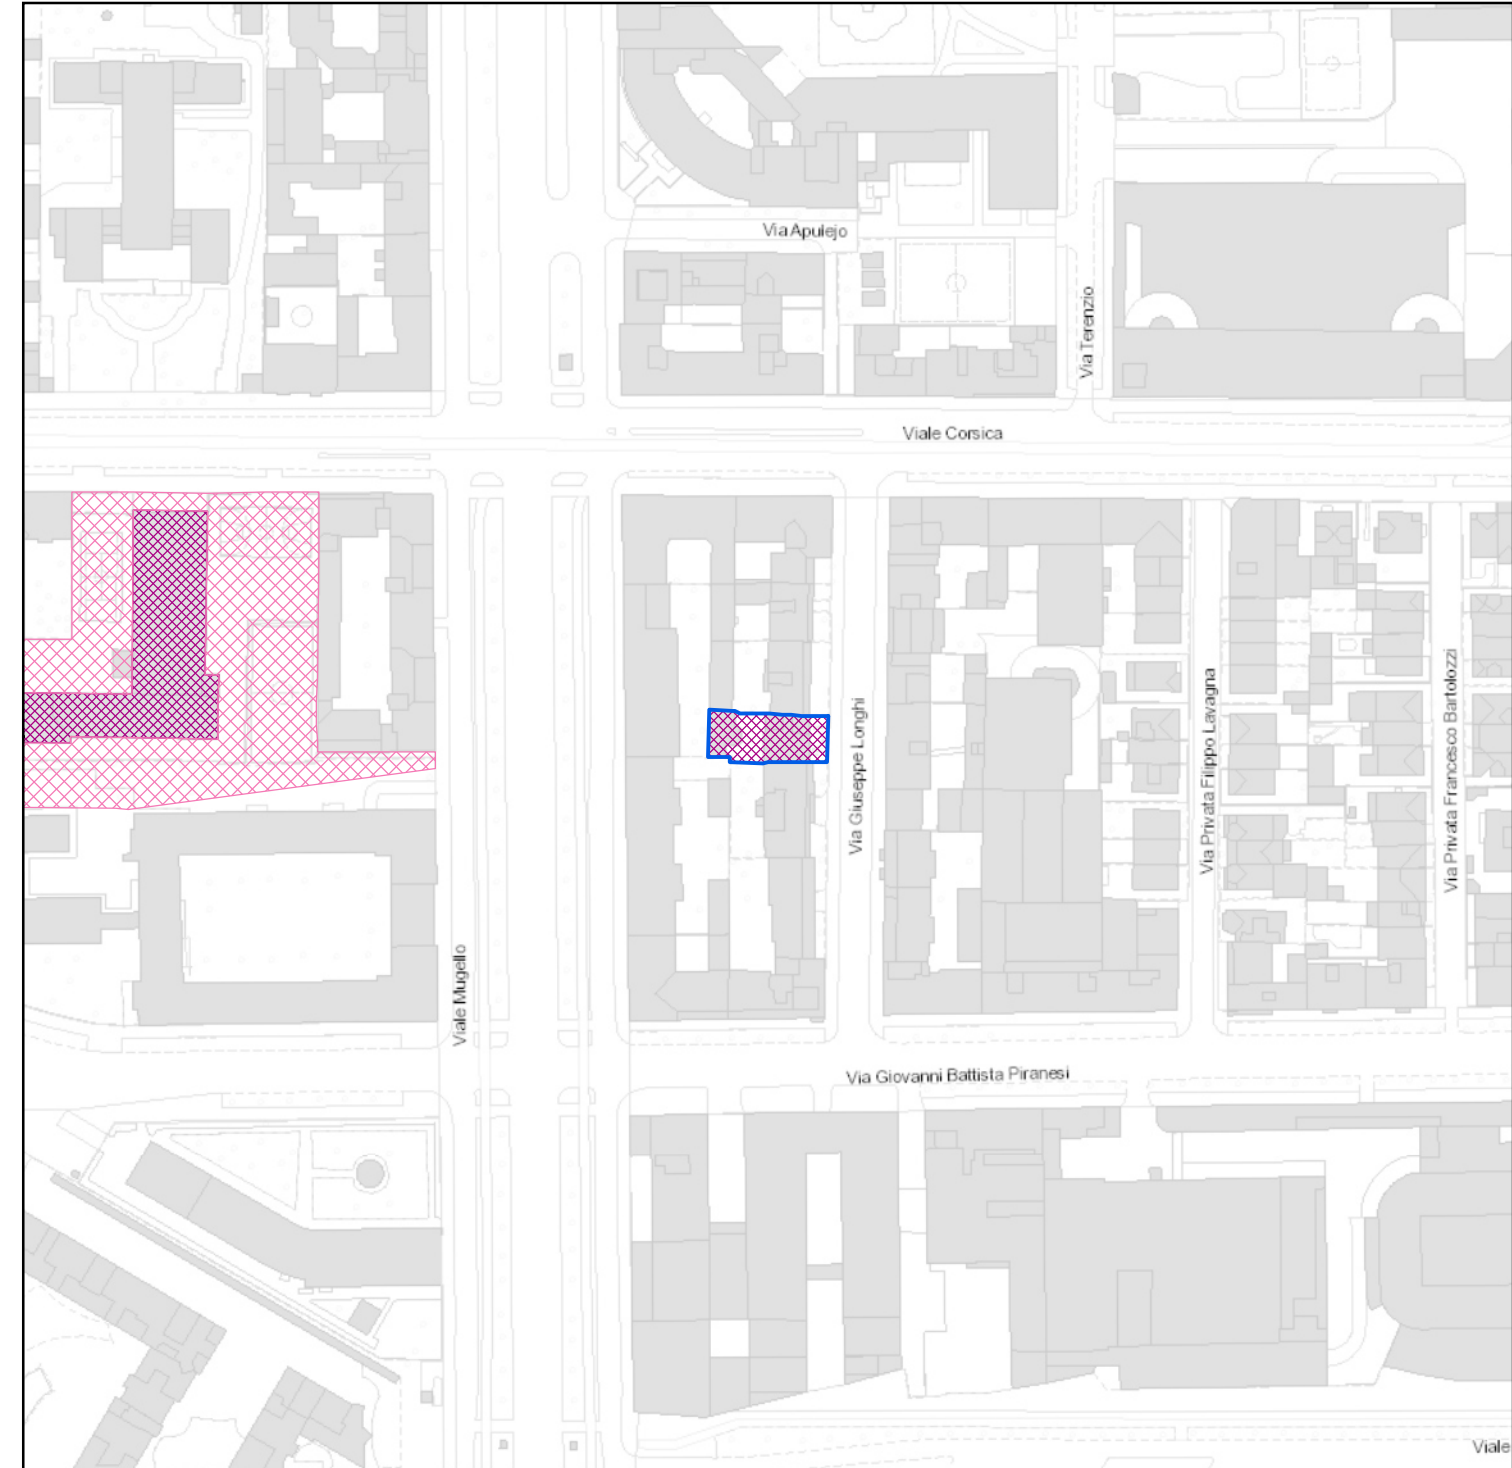 Via Apulejo
Via Terenzio
Viale Corsica
Via Giuseppe Longhi
Via Privata Filippo Lavagna
Via Privata Francesco Bartolozzi
Viale Mugello
Via Giovanni Battista Piranesi
Viale